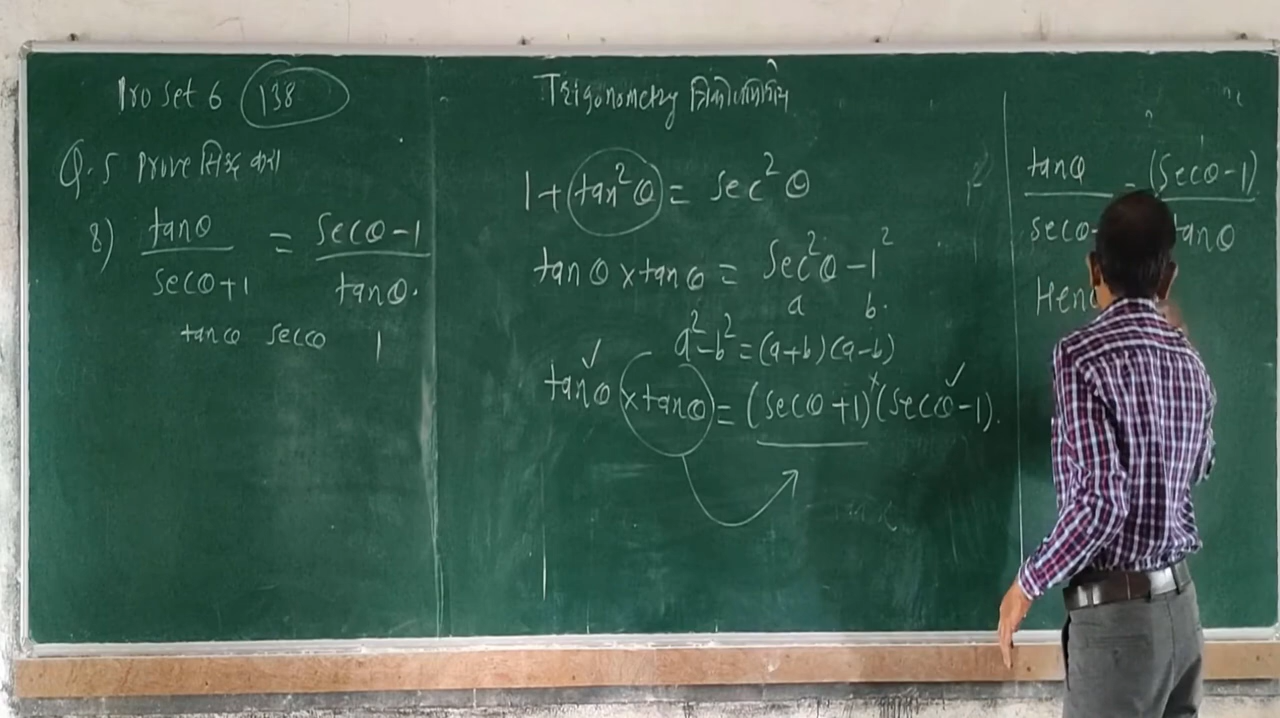 Pro Set 6 138
Q.5 Prove सिद्ध करा
8) tanθ / secθ+1 = secθ-1 / tanθ.
tanθ secθ 1
Trigonometry
1 + tan²θ = sec²θ
tanθ × tanθ = sec²θ - 1²
a b.
a²-b² = (a+b)(a-b)
tanθ × tanθ = (secθ+1)×(secθ-1).
tanθ = (secθ-1)
secθ tanθ